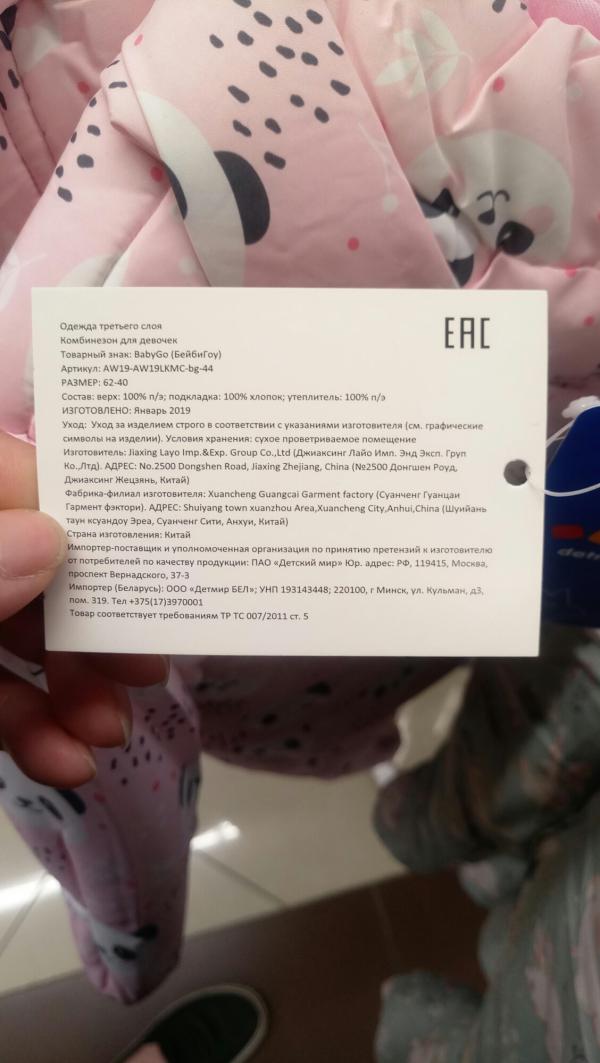 Одежда третьего слоя
Комбинезон для девочек
Товарный знак: BabyGo (БейбиГоу)
Артикул: AW19-AW19LKMC-bg-44
РАЗМЕР: 62-40
Состав: верх: 100% п/э; подкладка: 100% хлопок; утеплитель: 100% п/э
ИЗГОТОВЛЕНО: Январь 2019
Уход: Уход за изделием строго в соответствии с указаниями изготовителя (см. графические
символы на изделии). Условия хранения: сухое проветриваемое помещение
Изготовитель: Jiaxing Layo Imp.&Exp. Group Co.,Ltd (Джиаксинг Лайо Имп. Энд Эксп. Груп
Ко.,Лтд). АДРЕС: No.2500 Dongshen Road, Jiaxing Zhejiang, China (№2500 Донгшен Роуд,
Джиаксинг Жецзянь, Китай)
Фабрика-филиал изготовителя: Xuancheng Guangcai Garment factory (Суанченг Гуанцаи
Гармент фэктори). АДРЕС: Shuiyang town xuanzhou Area,Xuancheng City,Anhui,China (Шуийань
таун ксуандоу Эреа, Суанченг Сити, Анхуи, Китай)
Страна изготовления: Китай
Импортер-поставщик и уполномоченная организация по принятию претензий к изготовителю
от потребителей по качеству продукции: ПАО «Детский мир» Юр. адрес: РФ, 119415, Москва,
проспект Вернадского, 37-3
Импортер (Беларусь): ООО «Детмир БЕЛ»; УНП 193143448; 220100, г Минск, ул. Кульман, д3,
пом. 319. Тел +375(17)3970001
Товар соответствует требованиям ТР ТС 007/2011 ст. 5
EAC